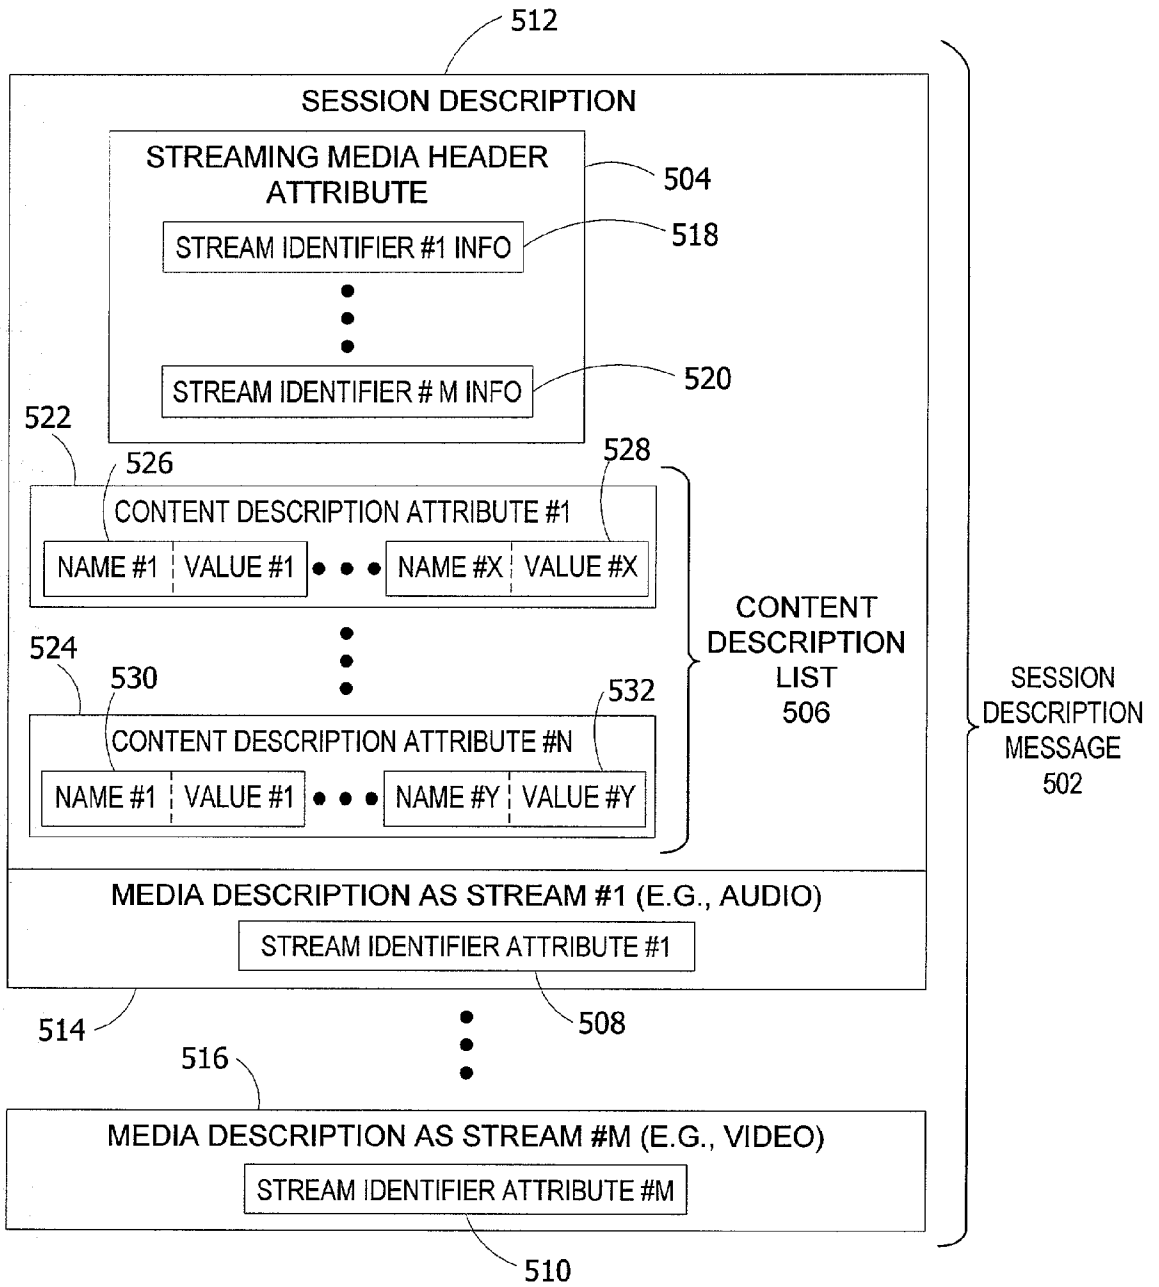 512
SESSION DESCRIPTION
STREAMING MEDIA HEADER
ATTRIBUTE
504
STREAM IDENTIFIER #1 INFO
518
STREAM IDENTIFIER # M INFO
520
522
526
528
CONTENT DESCRIPTION ATTRIBUTE #1
NAME #1 VALUE #1 NAME #X VALUE #X
524
530
532
CONTENT DESCRIPTION ATTRIBUTE #N
NAME #1 VALUE #1 NAME #Y VALUE #Y
CONTENT
DESCRIPTION
LIST
506
SESSION
DESCRIPTION
MESSAGE
502
MEDIA DESCRIPTION AS STREAM #1 (E.G., AUDIO)
STREAM IDENTIFIER ATTRIBUTE #1
514
508
516
MEDIA DESCRIPTION AS STREAM #M (E.G., VIDEO)
STREAM IDENTIFIER ATTRIBUTE #M
510